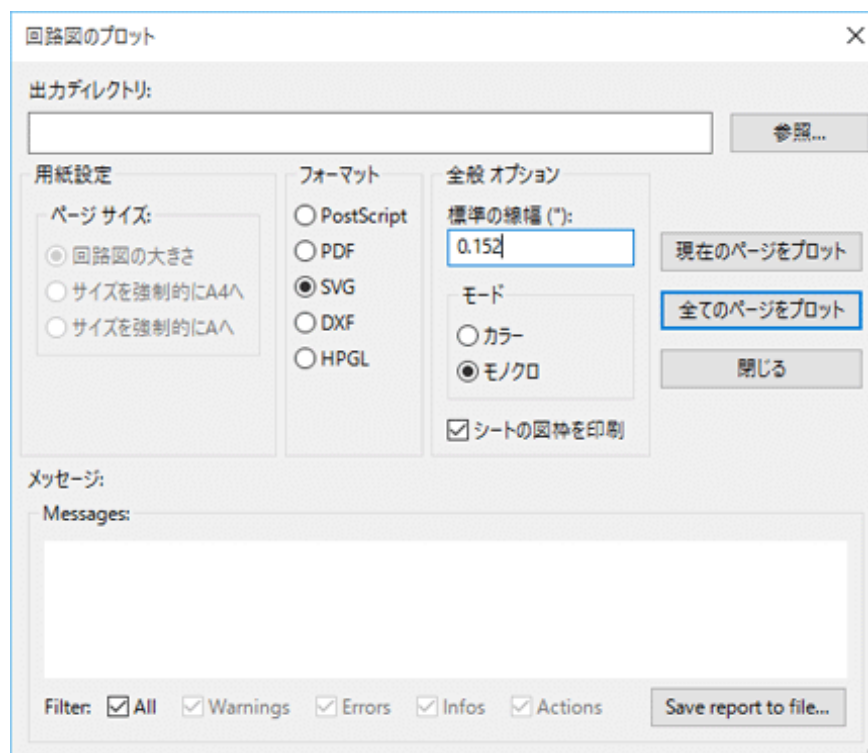 回路図のプロット
出力ディレクトリ:
参照...
用紙設定
ページ サイズ:
回路図の大きさ
サイズを強制的にA4へ
サイズを強制的にAへ
フォーマット
PostScript
PDF
SVG
DXF
HPGL
全般 オプション
標準の線幅 ("):
0.152
モード
カラー
モノクロ
シートの図枠を印刷
現在のページをプロット
全てのページをプロット
閉じる
メッセージ:
Messages:
Filter: All Warnings Errors Infos Actions Save report to file...